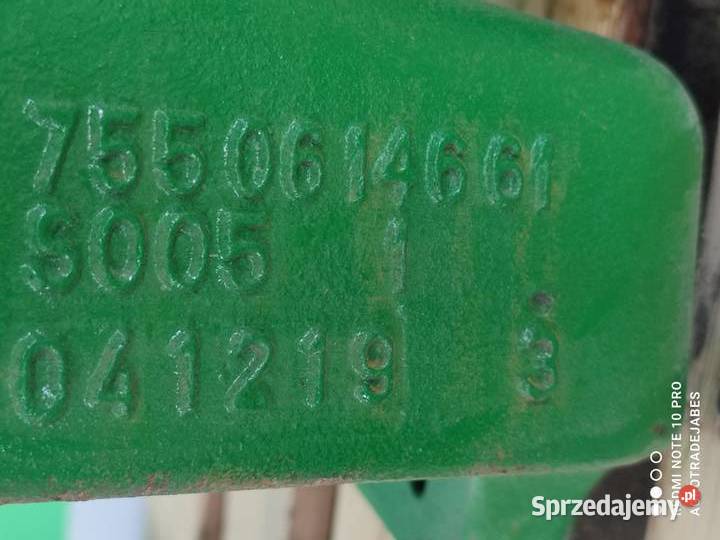 7550614661
S005 1
041219 3
REDMI NOTE 10 PRO
AGROTRADEJABES
Sprzedajemy.pl